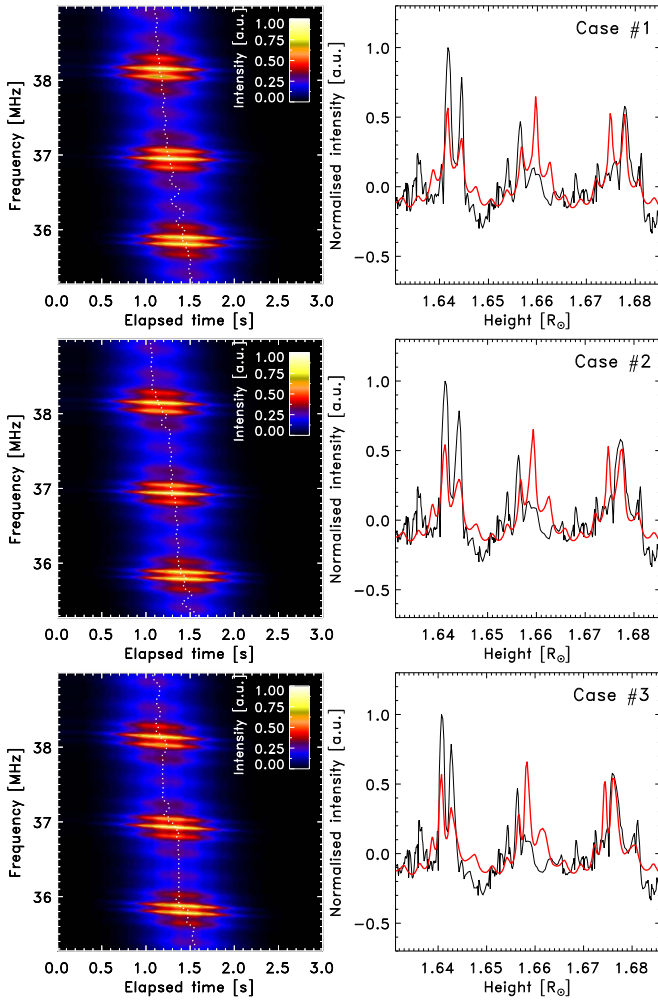 1.00
0.75
0.50
0.25
0.00
Intensity [a.u.]
38
37
36
Frequency [MHz]
0.0 0.5 1.0 1.5 2.0 2.5 3.0
Elapsed time [s]
Case #1
1.0
0.5
0.0
−0.5
Normalised intensity [a.u.]
1.64 1.65 1.66 1.67 1.68
Height [R☉]
1.00
0.75
0.50
0.25
0.00
Intensity [a.u.]
38
37
36
Frequency [MHz]
0.0 0.5 1.0 1.5 2.0 2.5 3.0
Elapsed time [s]
Case #2
1.0
0.5
0.0
−0.5
Normalised intensity [a.u.]
1.64 1.65 1.66 1.67 1.68
Height [R☉]
1.00
0.75
0.50
0.25
0.00
Intensity [a.u.]
38
37
36
Frequency [MHz]
0.0 0.5 1.0 1.5 2.0 2.5 3.0
Elapsed time [s]
Case #3
1.0
0.5
0.0
−0.5
Normalised intensity [a.u.]
1.64 1.65 1.66 1.67 1.68
Height [R☉]